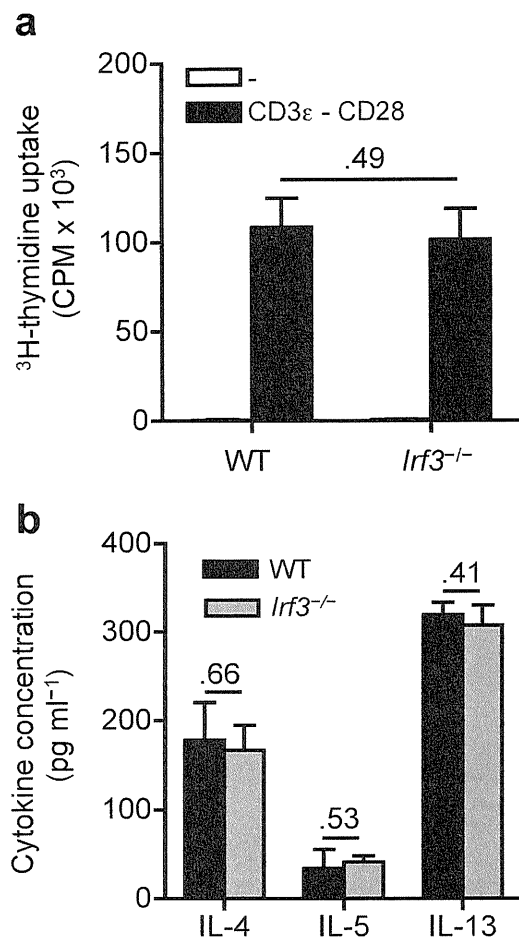 a
200
150
100
50
0
³H-thymidine uptake
(CPM x 10³)
-
CD3ε - CD28
.49
WT Irf3⁻/⁻
b
400
300
200
100
0
Cytokine concentration
(pg ml⁻¹)
WT
Irf3⁻/⁻
.66
.53
.41
IL-4 IL-5 IL-13